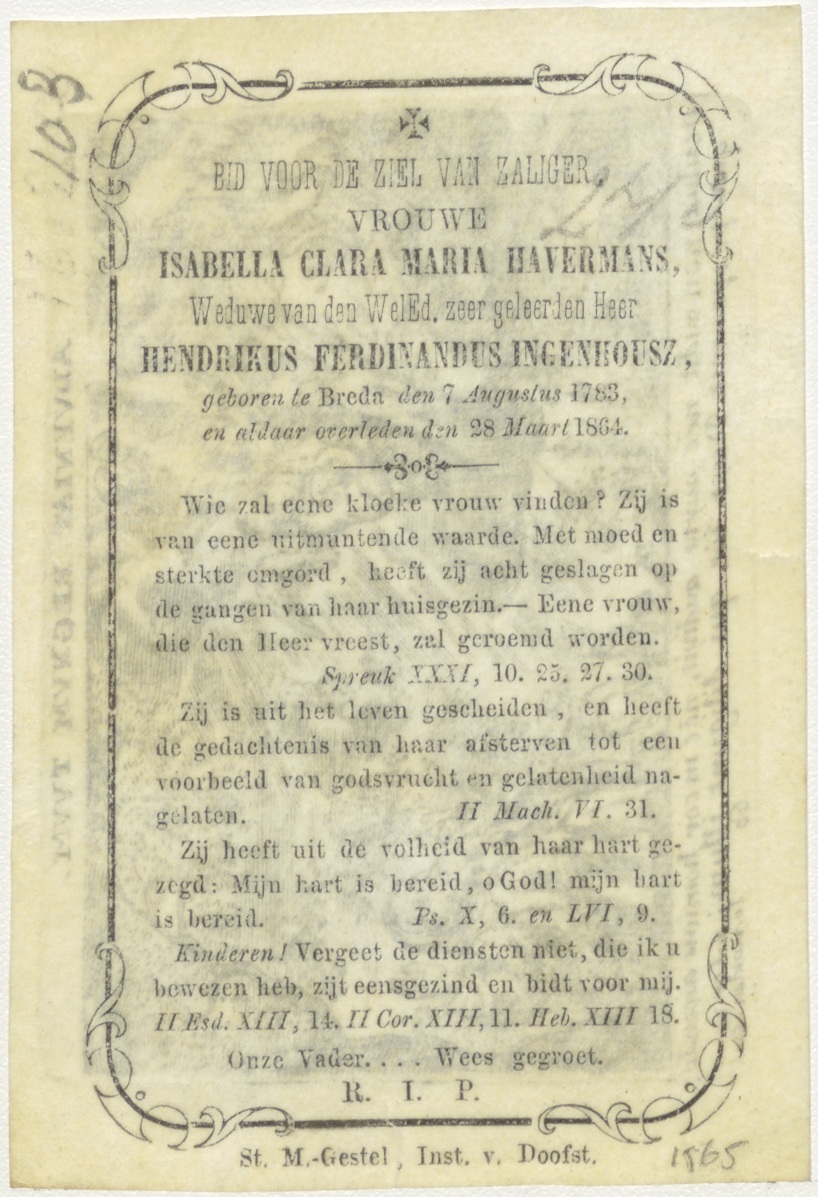 108
BID VOOR DE ZIEL VAN ZALIGER,
VROUWE
ISABELLA CLARA MARIA HAVERMANS,
Weduwe van den WelEd. zeer geleerden Heer
HENDRIKUS FERDINANDUS INGENHOUSZ,
geboren te Breda den 7 Augustus 1783,
en aldaar overleden den 28 Maart 1864.
Wie zal eene kloeke vrouw vinden? Zij is
van eene uitmuntende waarde. Met moed en
sterkte omgord, heeft zij acht geslagen op
de gangen van haar huisgezin.— Eene vrouw,
die den Heer vreest, zal geroemd worden.
Spreuk XXXI, 10. 25. 27. 30.
Zij is uit het leven gescheiden, en heeft
de gedachtenis van haar afsterven tot een
voorbeeld van godsvrucht en gelatenheid na-
gelaten. II Mach. VI. 31.
Zij heeft uit de volheid van haar hart ge-
zegd: Mijn hart is bereid, o God! mijn hart
is bereid. Ps. X, 6. en LVI, 9.
Kinderen! Vergeet de diensten niet, die ik u
bewezen heb, zijt eensgezind en bidt voor mij.
II Esd. XIII, 14. II Cor. XIII, 11. Heb. XIII 18.
Onze Vader.... Wees gegroet.
R. I. P.
St. M.-Gestel, Inst. v. Doofst.
1865